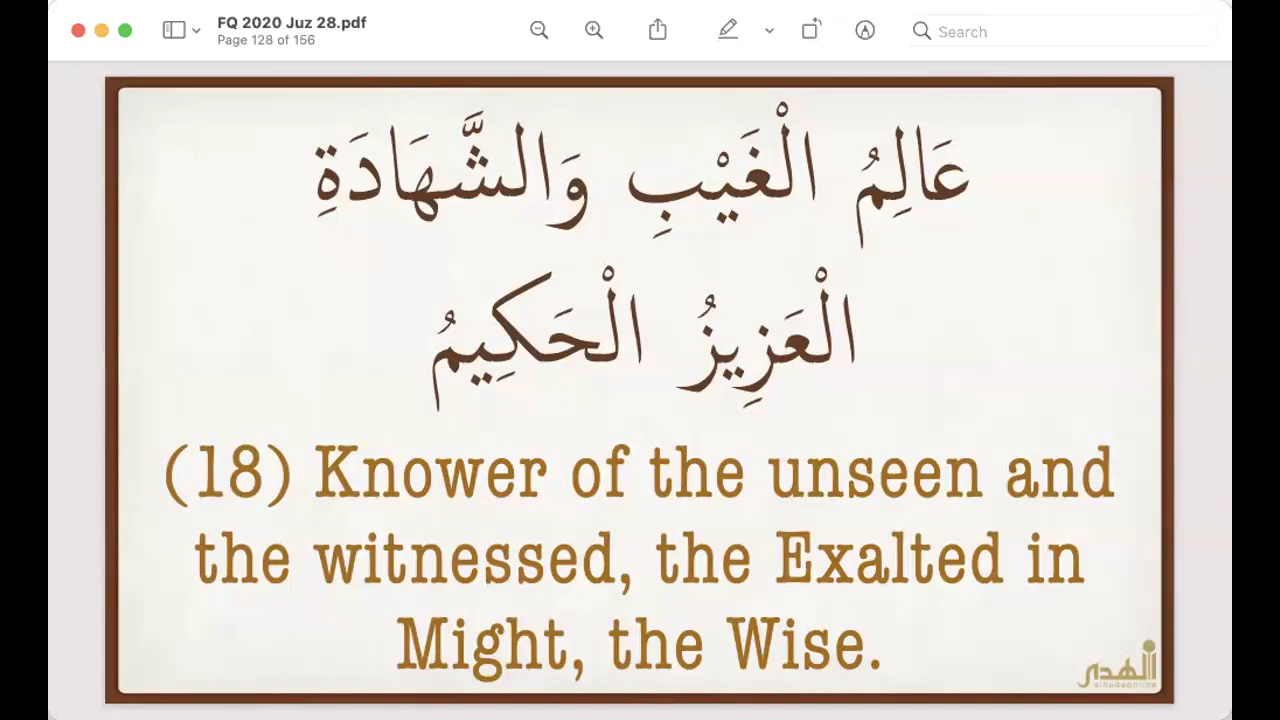 FQ 2020 Juz 28.pdf
Page 128 of 156
Search
عَالِمُ الْغَيْبِ وَالشَّهَادَةِ
الْعَزِيزُ الْحَكِيمُ
(18) Knower of the unseen and
the witnessed, the Exalted in
Might, the Wise.
الهدى
alhudaonline